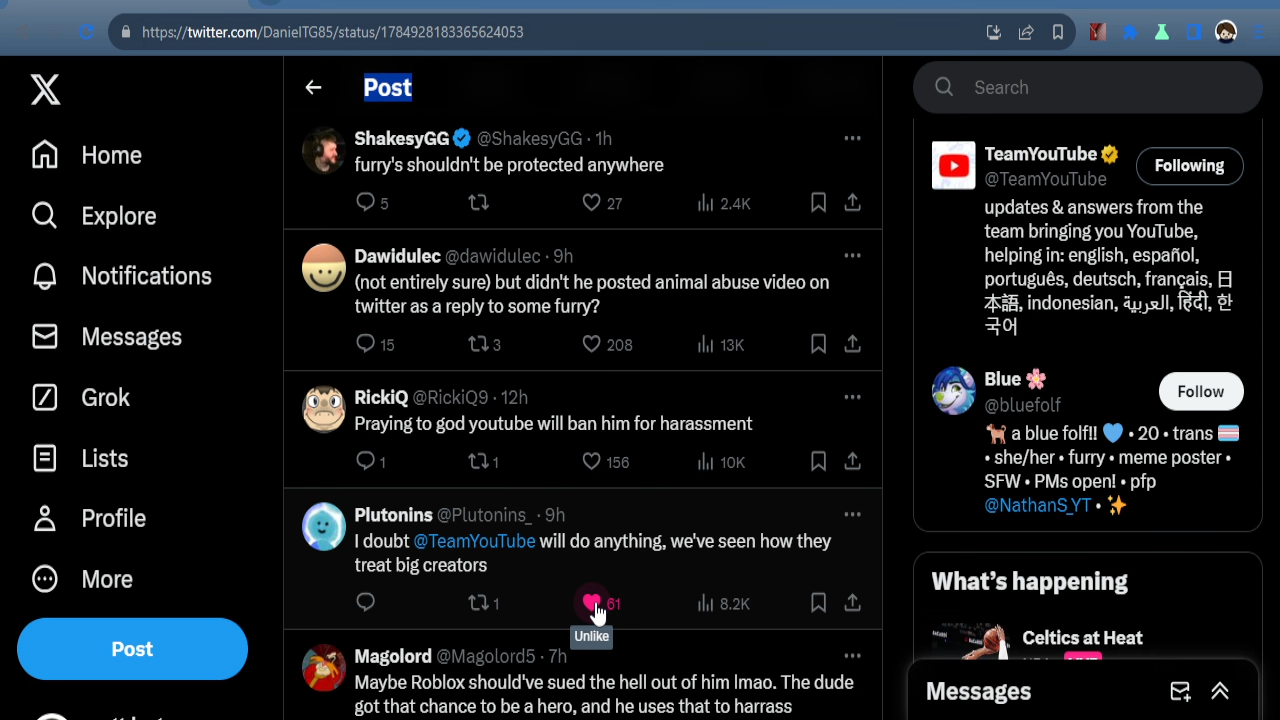 https://twitter.com/DanielTG85/status/1784928183365624053
Home
Explore
Notifications
Messages
Grok
Lists
Profile
More
Post
Post
ShakesyGG @ShakesyGG · 1h
furry's shouldn't be protected anywhere
5 27 2.4K
Dawidulec @dawidulec · 9h
(not entirely sure) but didn't he posted animal abuse video on
twitter as a reply to some furry?
15 3 208 13K
RickiQ @RickiQ9 · 12h
Praying to god youtube will ban him for harassment
1 1 156 10K
Plutonins @Plutonins_ · 9h
I doubt @TeamYouTube will do anything, we've seen how they
treat big creators
1 61 8.2K
Unlike
Magolord @Magolord5 · 7h
Maybe Roblox should've sued the hell out of him lmao. The dude
got that chance to be a hero, and he uses that to harrass
Search
TeamYouTube
@TeamYouTube
Following
updates & answers from the
team bringing you YouTube,
helping in: english, español,
português, deutsch, français, 日
本語, indonesian, العربية, हिंदी, 한
국어
Blue 🌸
@bluefolf
Follow
🐕 a blue folf!! 💙 • 20 • trans 🏳️‍⚧️
• she/her • furry • meme poster •
SFW • PMs open! • pfp
@NathanS_YT • ✨
What's happening
Celtics at Heat
Messages